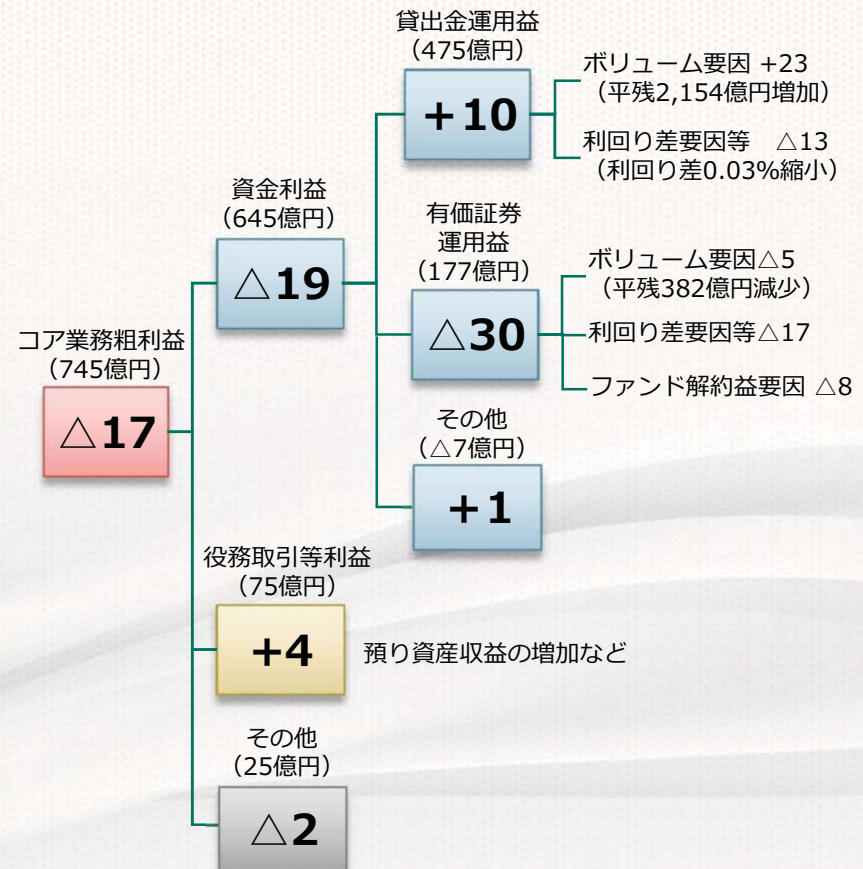 貸出金運用益
（475億円）
＋10
ボリューム要因 +23
（平残2,154億円増加）
利回り差要因等　△13
（利回り差0.03%縮小）
資金利益
（645億円）
△19
有価証券
運用益
（177億円）
△30
ボリューム要因△5
（平残382億円減少）
利回り差要因等△17
ファンド解約益要因 △8
コア業務粗利益
（745億円）
△17
その他
（△7億円）
＋1
役務取引等利益
（75億円）
+4
預り資産収益の増加など
その他
（25億円）
△2